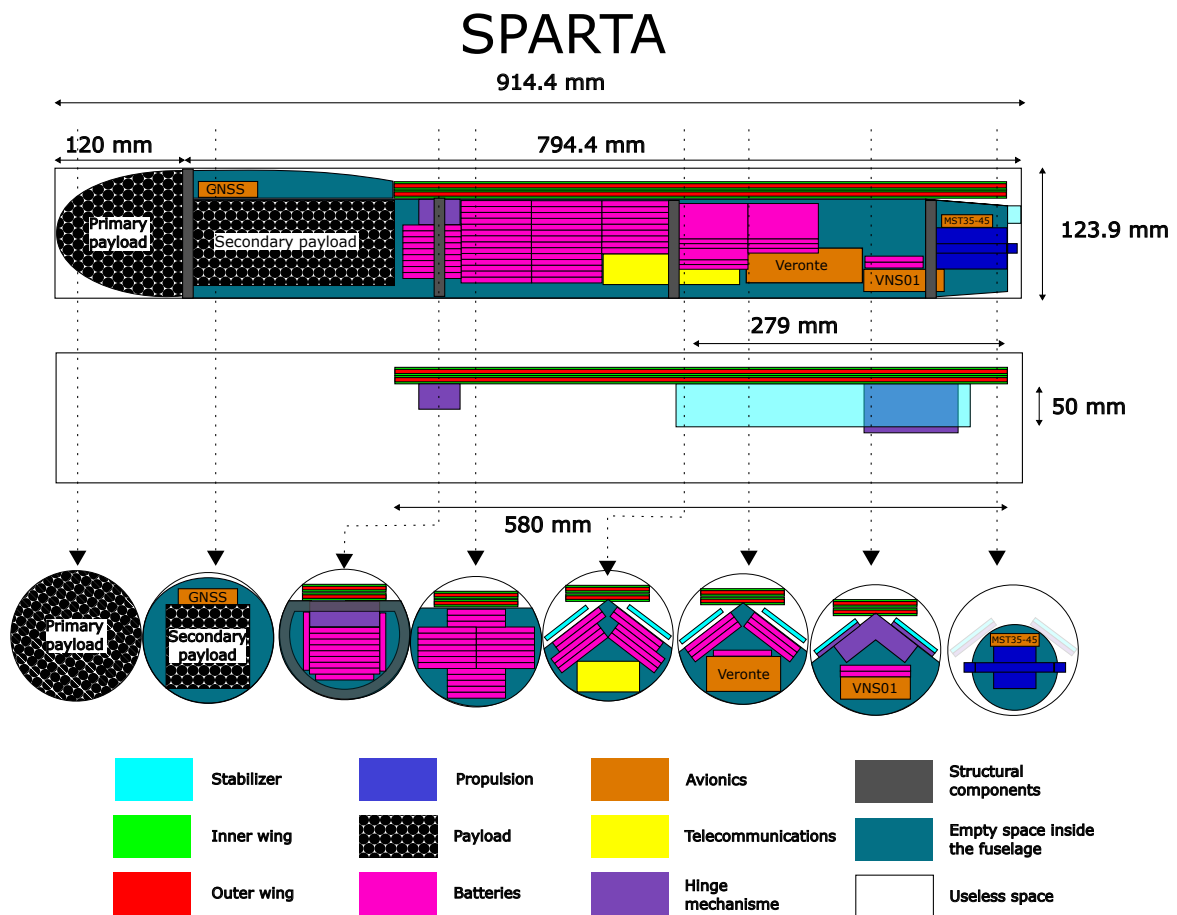 SPARTA
914.4 mm
120 mm
794.4 mm
GNSS
Primary
payload
Secondary payload
MST35-45
Veronte
VNS01
123.9 mm
279 mm
50 mm
580 mm
GNSS
Primary
payload
Secondary
payload
Veronte
VNS01
MST35-45
Stabilizer
Propulsion
Avionics
Structural
components
Inner wing
Payload
Telecommunications
Empty space inside
the fuselage
Outer wing
Batteries
Hinge
mechanisme
Useless space